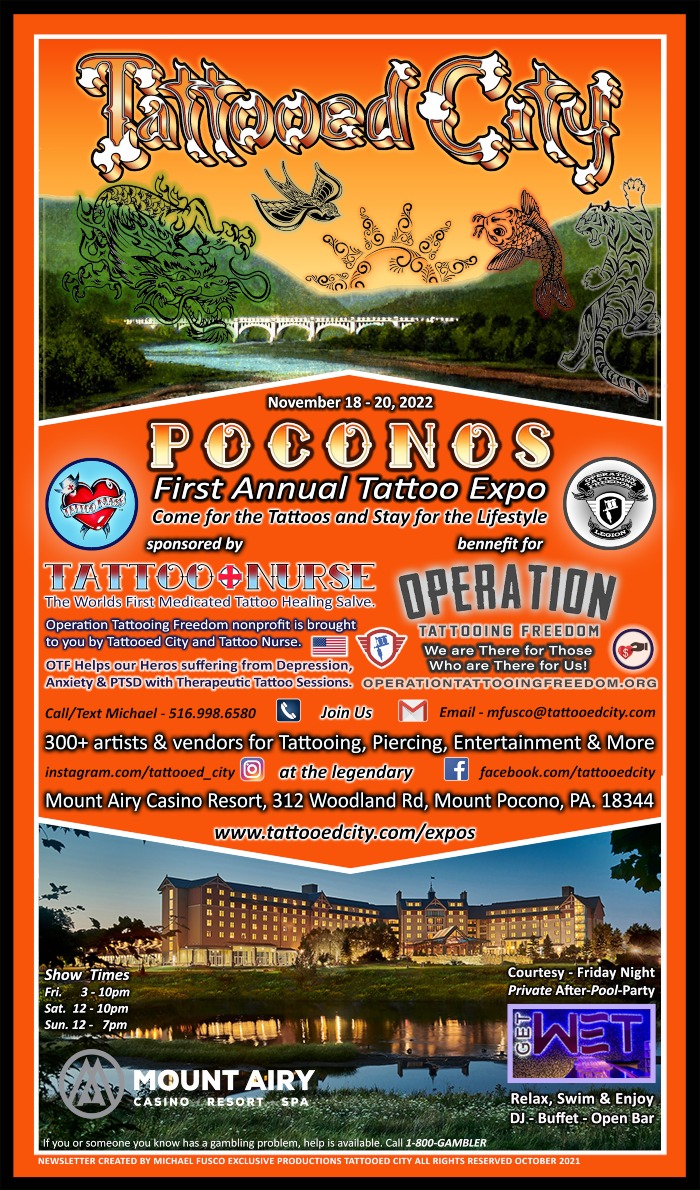 Tattooed City
November 18 - 20, 2022
POCONOS
First Annual Tattoo Expo
Come for the Tattoos and Stay for the Lifestyle
sponsored by
bennefit for
TATTOO NURSE
The Worlds First Medicated Tattoo Healing Salve.
OPERATION
TATTOOING FREEDOM
OPERATION
TATTOOING
FREEDOM
LEGION
Operation Tattooing Freedom nonprofit is brought
to you by Tattooed City and Tattoo Nurse.
OTF Helps our Heros suffering from Depression,
Anxiety & PTSD with Therapeutic Tattoo Sessions.
We are There for Those
Who are There for Us!
OPERATIONTATTOOINGFREEDOM.ORG
Call/Text Michael - 516.998.6580
Join Us
Email - mfusco@tattooedcity.com
300+ artists & vendors for Tattooing, Piercing, Entertainment & More
instagram.com/tattooed_city
at the legendary
facebook.com/tattooedcity
Mount Airy Casino Resort, 312 Woodland Rd, Mount Pocono, PA. 18344
www.tattooedcity.com/expos
Show Times
Fri. 3 - 10pm
Sat. 12 - 10pm
Sun. 12 - 7pm
Courtesy - Friday Night
Private After-Pool-Party
GET WET
Relax, Swim & Enjoy
DJ - Buffet - Open Bar
MOUNT AIRY
CASINO RESORT SPA
If you or someone you know has a gambling problem, help is available. Call 1-800-GAMBLER
NEWSLETTER CREATED BY MICHAEL FUSCO EXCLUSIVE PRODUCTIONS TATTOOED CITY ALL RIGHTS RESERVED OCTOBER 2021